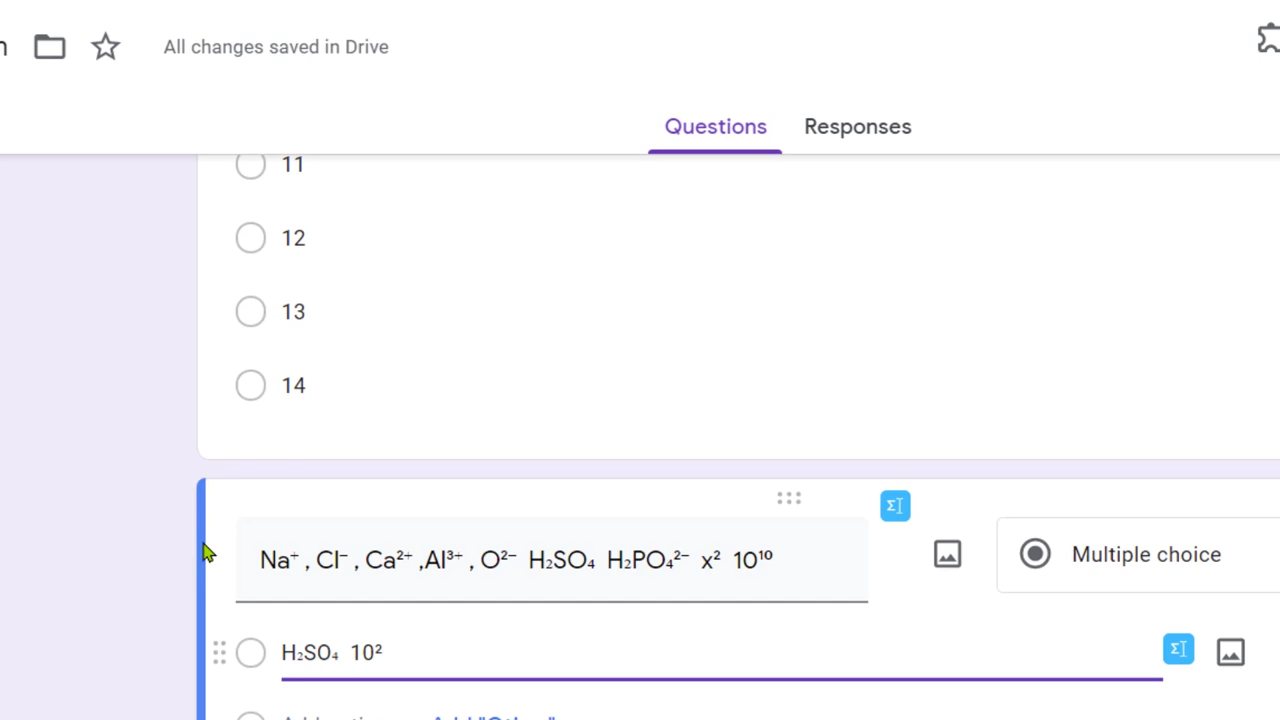 All changes saved in Drive
Questions Responses
11
12
13
14
Na⁺ , Cl⁻ , Ca²⁺ ,Al³⁺ , O²⁻ H₂SO₄ H₂PO₄²⁻ x² 10¹⁰
Multiple choice
H₂SO₄ 10²